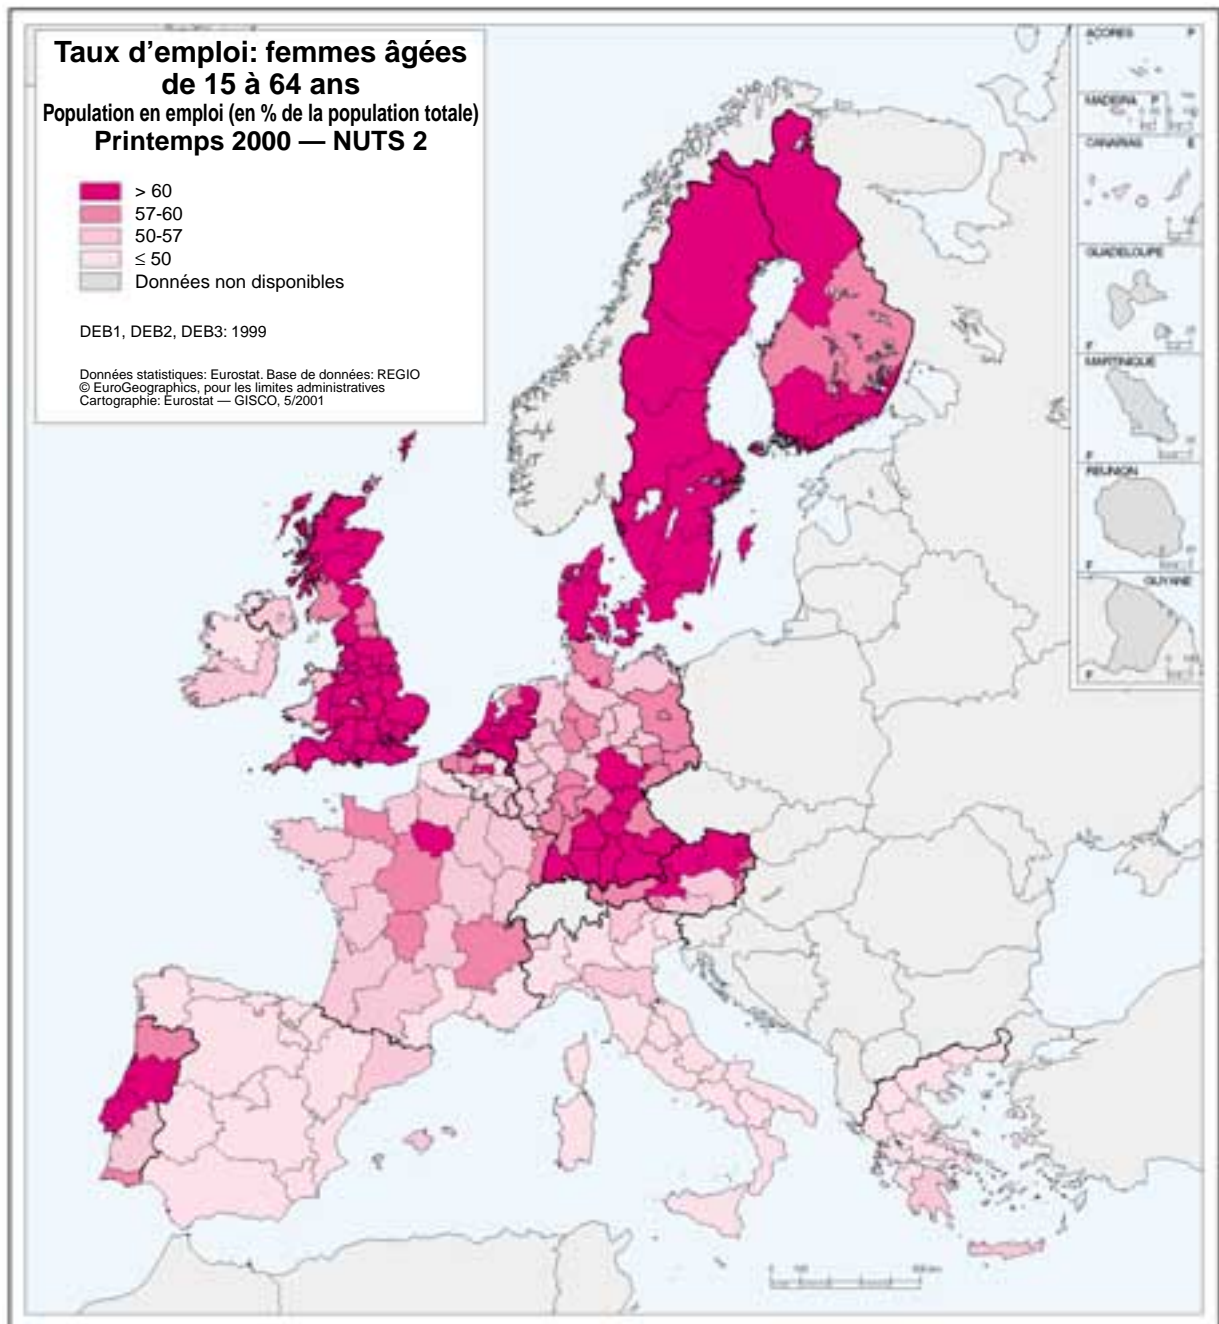 Taux d’emploi: femmes âgées
de 15 à 64 ans
Population en emploi (en % de la population totale)
Printemps 2000 — NUTS 2
> 60
57-60
50-57
≤ 50
Données non disponibles
DEB1, DEB2, DEB3: 1999
Données statistiques: Eurostat. Base de données: REGIO
© EuroGeographics, pour les limites administratives
Cartographie: Eurostat — GISCO, 5/2001
AÇORES P
MADEIRA P
CANARIAS E
GUADELOUPE
F
MARTINIQUE
F
REUNION
F
GUYANE
F